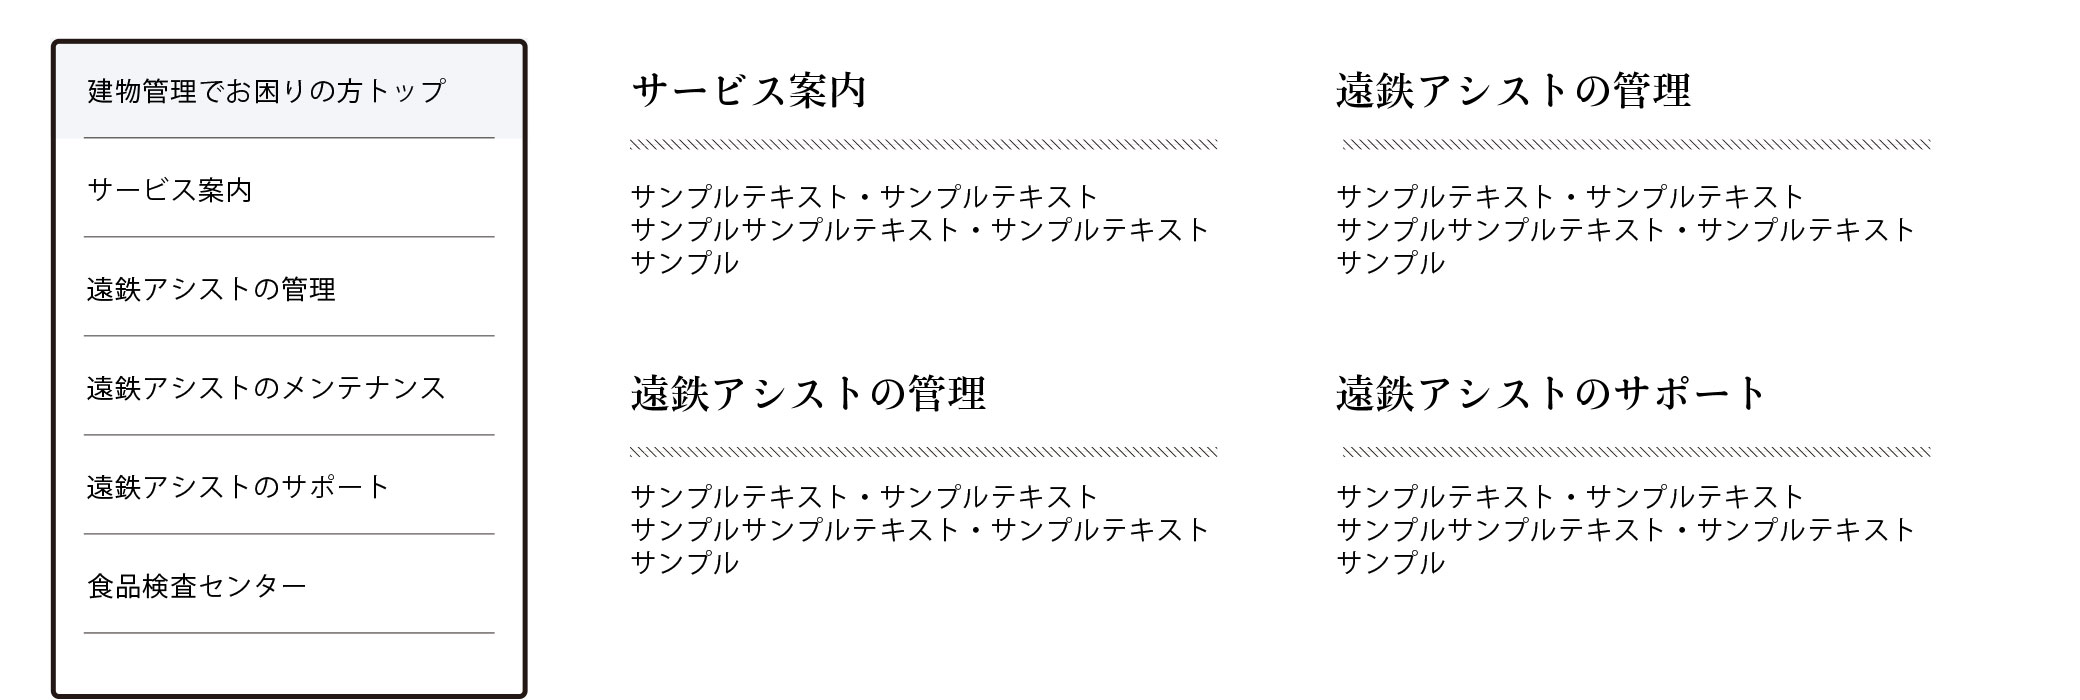 建物管理でお困りの方トップ
サービス案内
遠鉄アシストの管理
遠鉄アシストのメンテナンス
遠鉄アシストのサポート
食品検査センター
サービス案内
サンプルテキスト・サンプルテキスト
サンプルサンプルテキスト・サンプルテキスト
サンプル
遠鉄アシストの管理
サンプルテキスト・サンプルテキスト
サンプルサンプルテキスト・サンプルテキスト
サンプル
遠鉄アシストの管理
サンプルテキスト・サンプルテキスト
サンプルサンプルテキスト・サンプルテキスト
サンプル
遠鉄アシストのサポート
サンプルテキスト・サンプルテキスト
サンプルサンプルテキスト・サンプルテキスト
サンプル